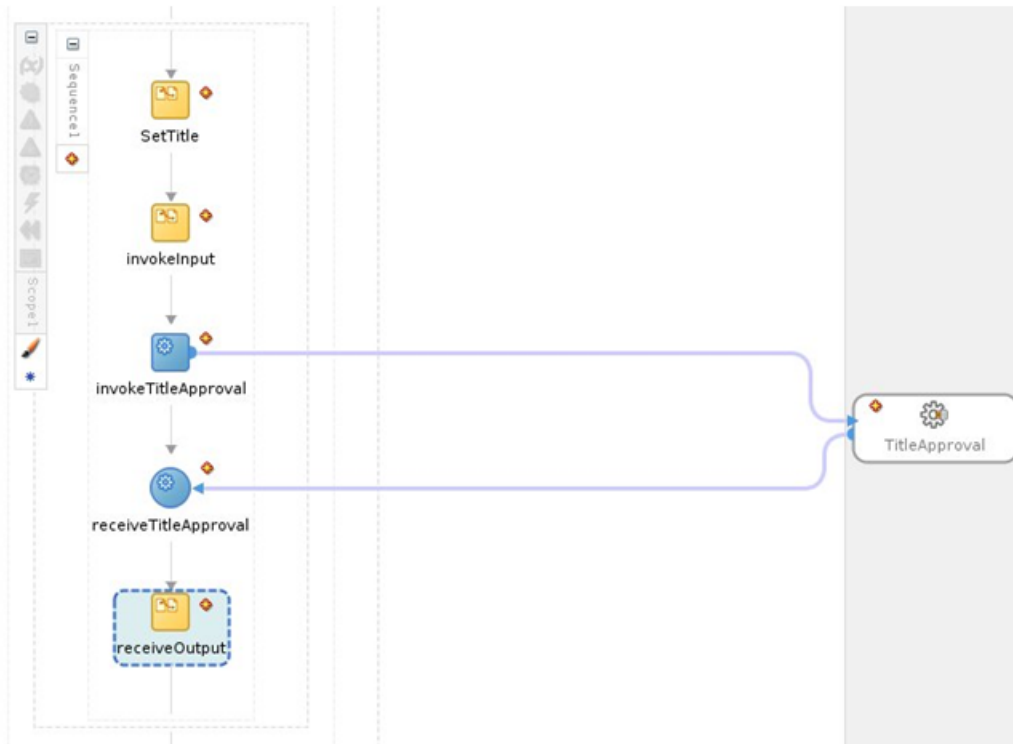 Sequence1
SetTitle
invokeInput
Scope1
invokeTitleApproval
TitleApproval
receiveTitleApproval
receiveOutput